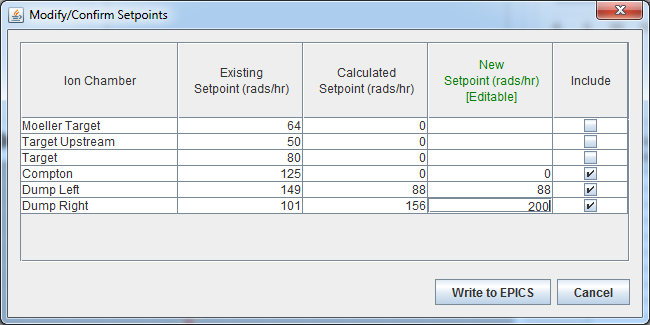 Modify/Confirm Setpoints
Ion Chamber
Existing
Setpoint (rads/hr)
Calculated
Setpoint (rads/hr)
New
Setpoint (rads/hr)
[Editable]
Include
Moeller Target 64 0
Target Upstream 50 0
Target 80 0
Compton 125 0 0
Dump Left 149 88 88
Dump Right 101 156 200
Write to EPICS Cancel